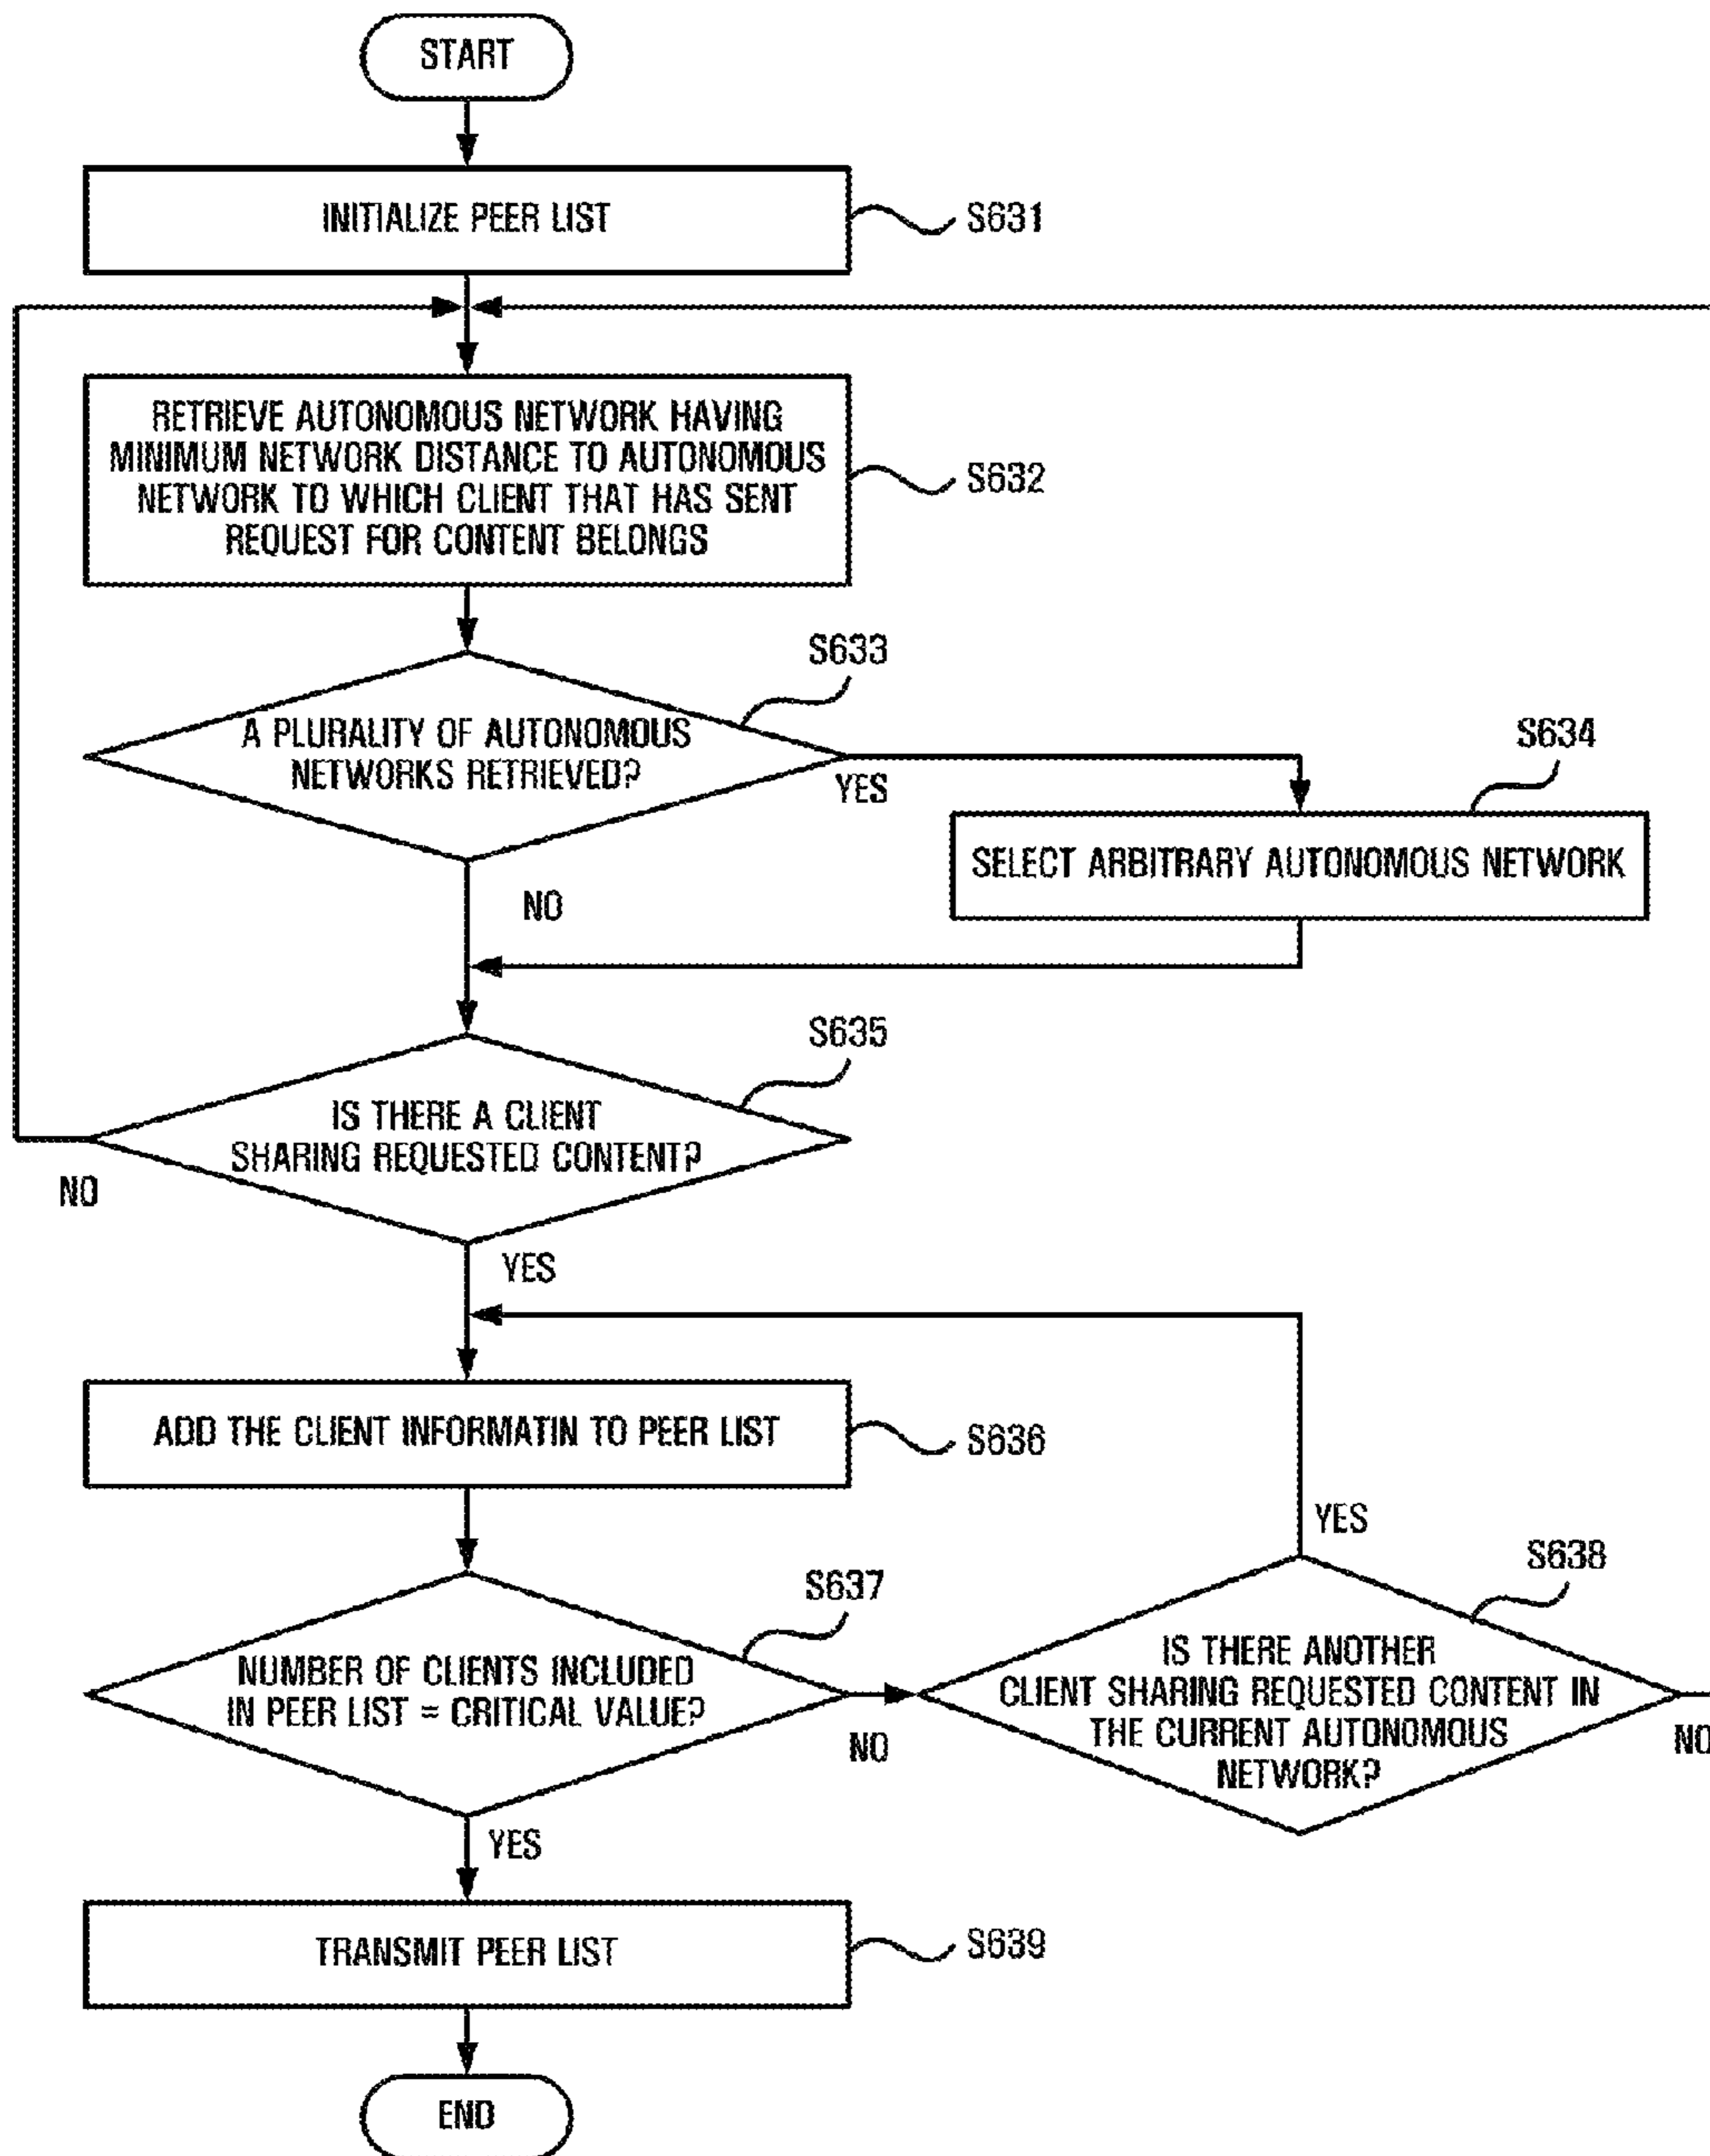 START
INITIALIZE PEER LIST
S631
RETRIEVE AUTONOMOUS NETWORK HAVING
MINIMUM NETWORK DISTANCE TO AUTONOMOUS
NETWORK TO WHICH CLIENT THAT HAS SENT
REQUEST FOR CONTENT BELONGS
S632
S633
A PLURALITY OF AUTONOMOUS
NETWORKS RETRIEVED?
YES
S634
SELECT ARBITRARY AUTONOMOUS NETWORK
NO
S635
IS THERE A CLIENT
SHARING REQUESTED CONTENT?
NO
YES
ADD THE CLIENT INFORMATIN TO PEER LIST
S636
YES
S637
S638
NUMBER OF CLIENTS INCLUDED
IN PEER LIST = CRITICAL VALUE?
NO
IS THERE ANOTHER
CLIENT SHARING REQUESTED CONTENT IN
THE CURRENT AUTONOMOUS
NETWORK?
NO
YES
TRANSMIT PEER LIST
S639
END